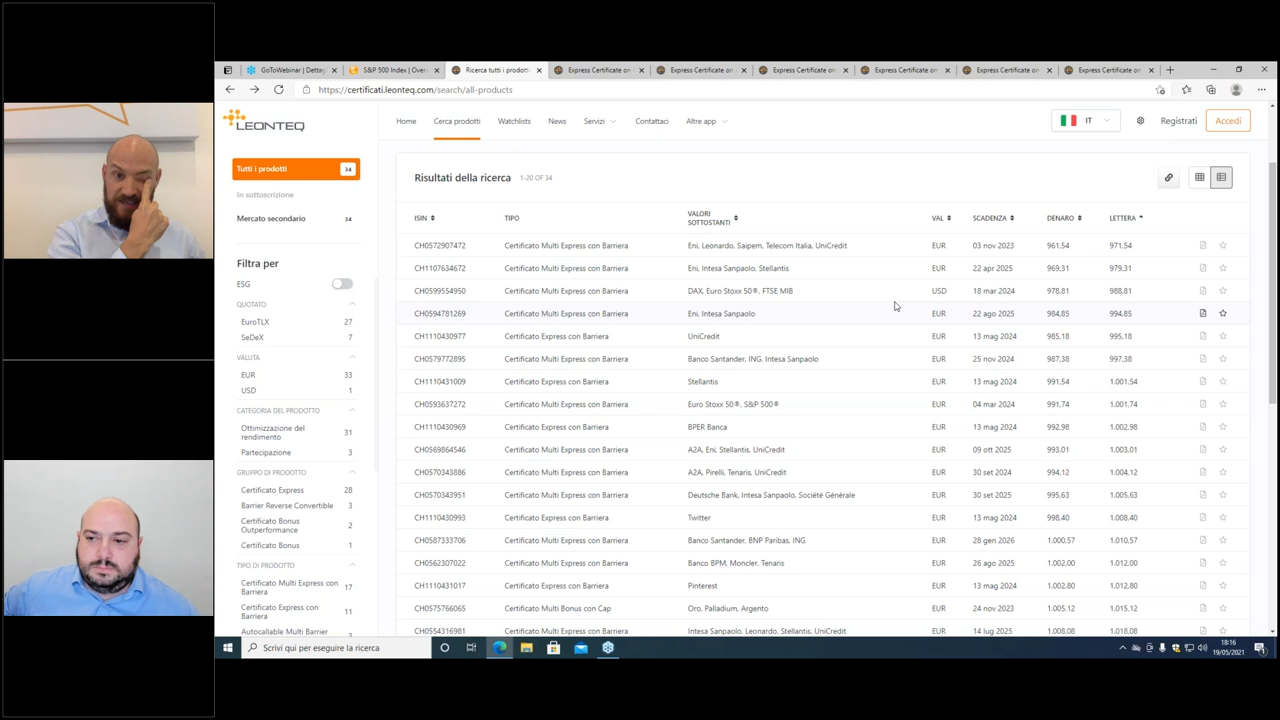 GoToWebinar | Dettag
S&P 500 Index | Over
Ricerca tutti i prodott
Express Certificate on
Express Certificate on
Express Certificate on
Express Certificate on
Express Certificate on
Express Certificate on
https://certificati.leonteq.com/search/all-products
LEONTEQ
Home Cerca prodotti Watchlists News Servizi Contattaci Altre app
IT
Registrati
Accedi
Tutti i prodotti 34
In sottoscrizione
Mercato secondario 34
Filtra per
ESG
QUOTATO
EuroTLX 27
SeDeX 7
VALUTA
EUR 33
USD 1
CATEGORIA DEL PRODOTTO
Ottimizzazione del
rendimento 31
Partecipazione 3
GRUPPO DI PRODOTTO
Certificato Express 28
Barrier Reverse Convertible 3
Certificato Bonus
Outperformance 2
Certificato Bonus 1
TIPO DI PRODOTTO
Certificato Multi Express con
Barriera 17
Certificato Express con
Barriera 11
Autocallable Multi Barrier 3
Risultati della ricerca 1-20 OF 34
ISIN TIPO VALORI SOTTOSTANTI VAL SCADENZA DENARO LETTERA
CH0572907472 Certificato Multi Express con Barriera Eni, Leonardo, Saipem, Telecom Italia, UniCredit EUR 03 nov 2023 961,54 971,54
CH1107634672 Certificato Multi Express con Barriera Eni, Intesa Sanpaolo, Stellantis EUR 22 apr 2025 969,31 979,31
CH0599554950 Certificato Multi Express con Barriera DAX, Euro Stoxx 50®, FTSE MIB USD 18 mar 2024 978,81 988,81
CH0594781269 Certificato Multi Express con Barriera Eni, Intesa Sanpaolo EUR 22 ago 2025 984,85 994,85
CH1110430977 Certificato Express con Barriera UniCredit EUR 13 mag 2024 985,18 995,18
CH0579772895 Certificato Multi Express con Barriera Banco Santander, ING, Intesa Sanpaolo EUR 25 nov 2024 987,38 997,38
CH1110431009 Certificato Express con Barriera Stellantis EUR 13 mag 2024 991,54 1.001,54
CH0593637272 Certificato Multi Express con Barriera Euro Stoxx 50®, S&P 500® EUR 04 mar 2024 991,74 1.001,74
CH1110430969 Certificato Express con Barriera BPER Banca EUR 13 mag 2024 992,98 1.002,98
CH0569864546 Certificato Multi Express con Barriera A2A, Eni, Stellantis, UniCredit EUR 09 ott 2025 993,01 1.003,01
CH0570343886 Certificato Multi Express con Barriera A2A, Pirelli, Tenaris, UniCredit EUR 30 set 2024 994,12 1.004,12
CH0570343951 Certificato Multi Express con Barriera Deutsche Bank, Intesa Sanpaolo, Société Générale EUR 30 set 2025 995,63 1.005,63
CH1110430993 Certificato Express con Barriera Twitter EUR 13 mag 2024 998,40 1.008,40
CH0587333706 Certificato Multi Express con Barriera Banco Santander, BNP Paribas, ING EUR 28 gen 2026 1.000,57 1.010,57
CH0562307022 Certificato Multi Express con Barriera Banco BPM, Moncler, Tenaris EUR 26 ago 2025 1.002,00 1.012,00
CH1110431017 Certificato Express con Barriera Pinterest EUR 13 mag 2024 1.002,80 1.012,80
CH0575766065 Certificato Multi Bonus con Cap Oro, Palladium, Argento EUR 24 nov 2023 1.005,12 1.015,12
CH0554316981 Certificato Multi Express con Barriera Intesa Sanpaolo, Leonardo, Stellantis, UniCredit EUR 14 lug 2025 1.008,08 1.018,08
Scrivi qui per eseguire la ricerca
18:16
19/05/2021